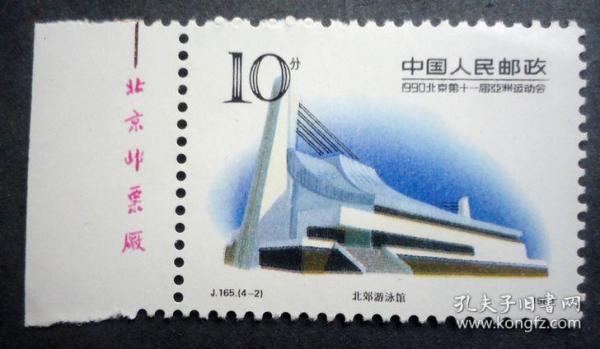 北京邮票厂
10分
中国人民邮政
1990北京第十一届亞洲运动会
J.165.(4-2)
北郊游泳馆
孔夫子旧书网
www.kongfz.com